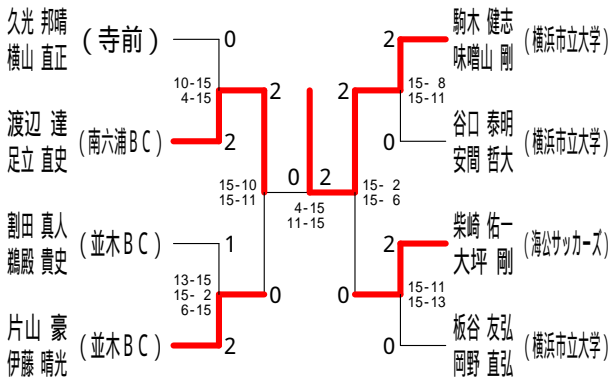 久光 邦晴
横山 直正
(寺前)
0
10-15
4-15
2
渡辺 達
足立 直史
(南六浦BC)
2
15-10
15-11
割田 真人
鵜殿 貴史
(並木BC)
1
13-15
15- 2
6-15
0
片山 豪
伊藤 晴光
(並木BC)
2
0 2
4-15
11-15
2
駒木 健志
味噌山 剛
(横浜市立大学)
2
15- 8
15-11
谷口 泰明
安間 哲大
(横浜市立大学)
0
15- 2
15- 6
柴崎 佑一
大坪 剛
(海公サッカーズ)
2
0
15-11
15-13
板谷 友弘
岡野 直弘
(横浜市立大学)
0